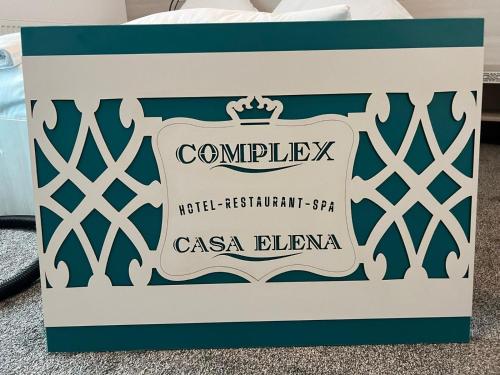 COMPLEX
HOTEL-RESTAURANT-SPA
CASA ELENA